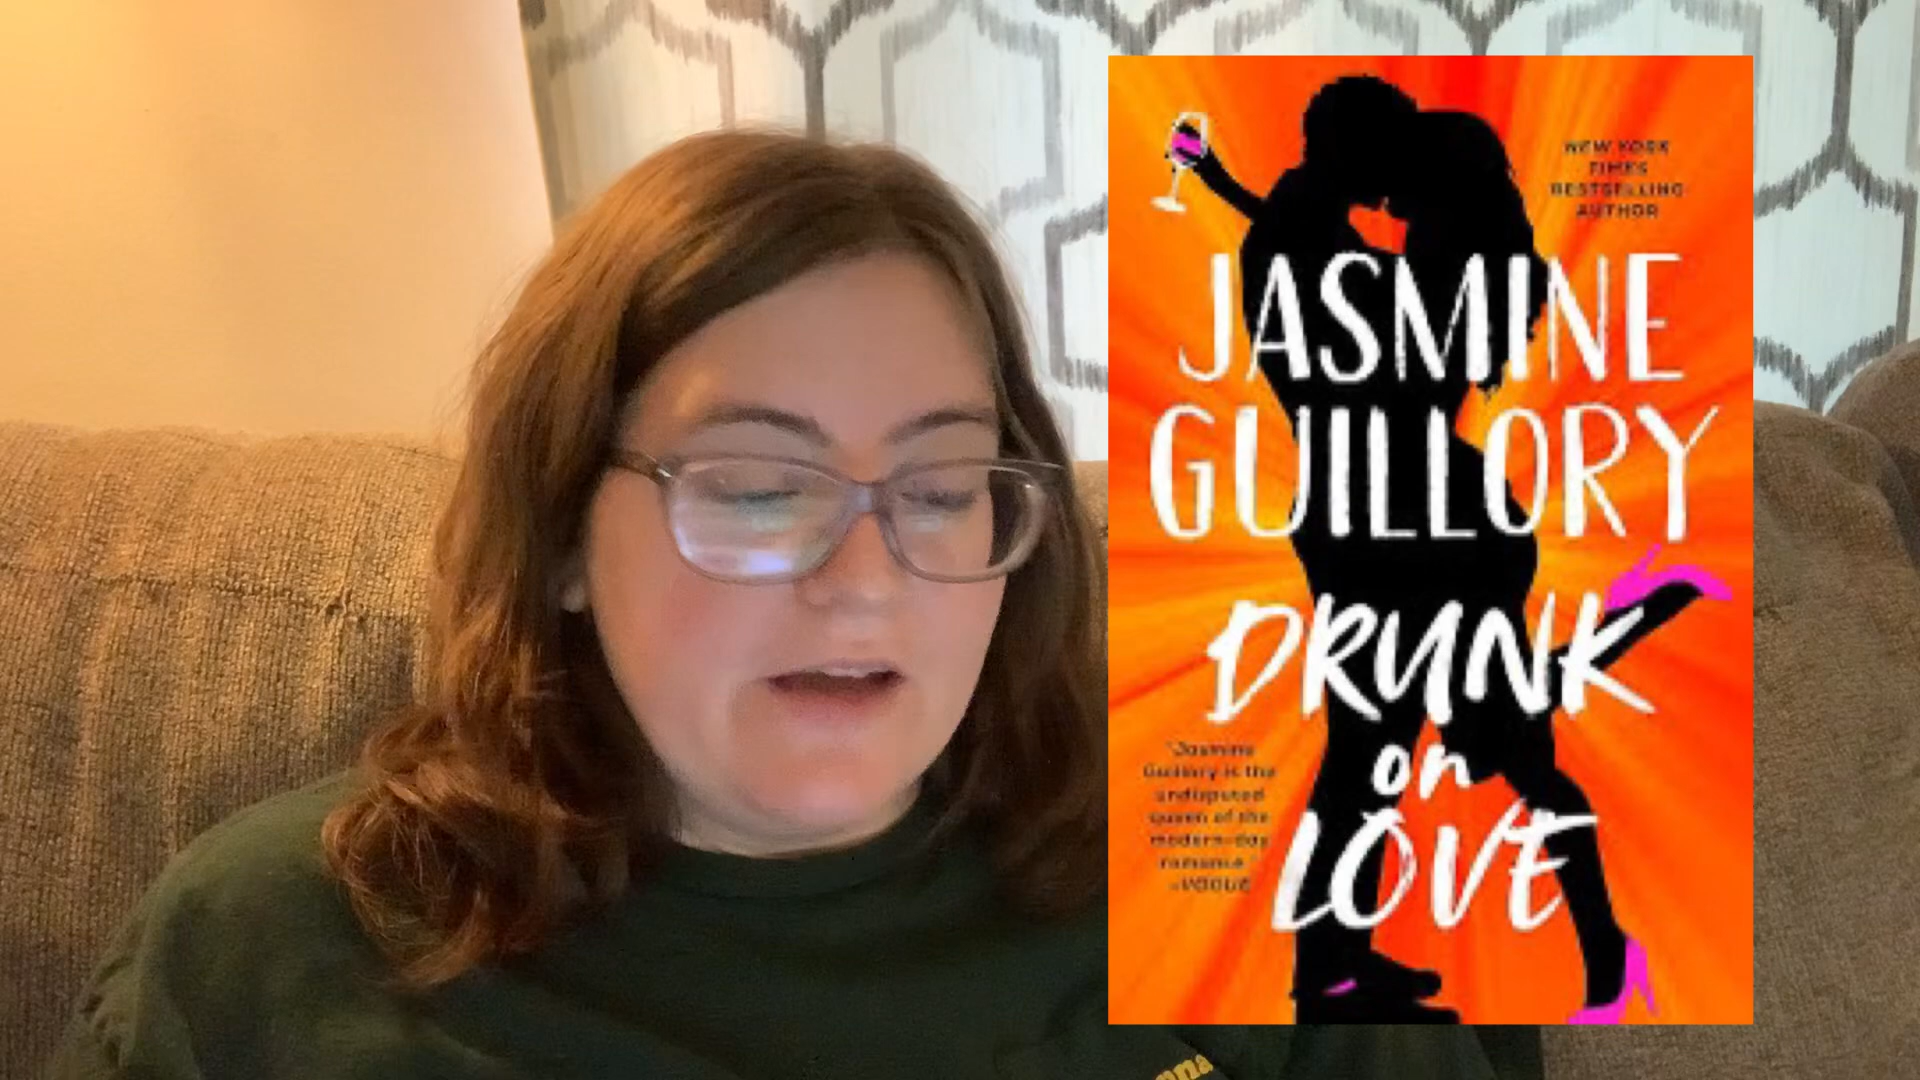 NEW YORK
TIMES
BESTSELLING
AUTHOR
JASMINE
GUILLORY
DRUNK
on
LOVE
"Jasmine
Guillory is the
undisputed
queen of the
modern-day
romance."
-VOGUE